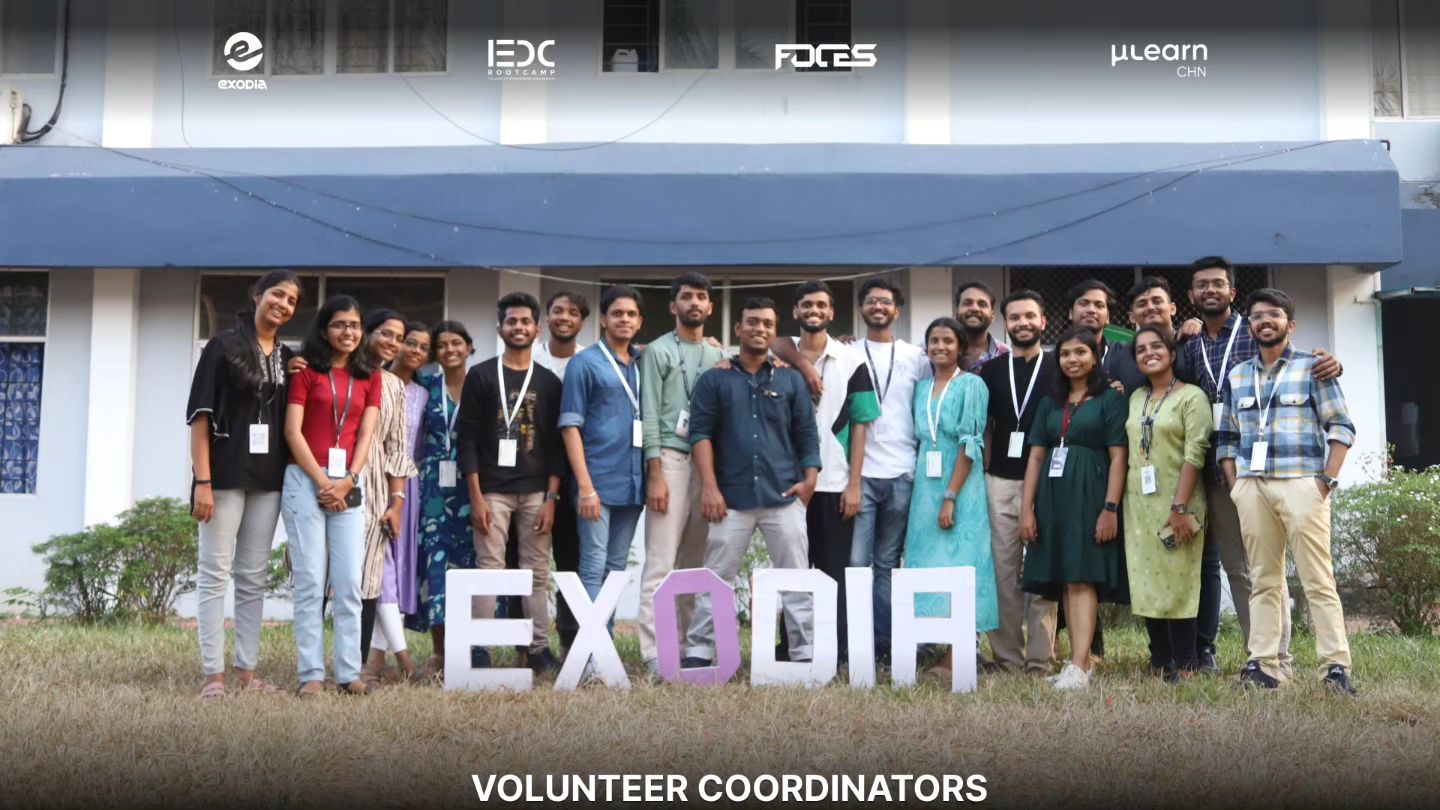 exodia
IEDC
BOOTCAMP
FOCES
µLearn
CHN
EXODIA
VOLUNTEER COORDINATORS